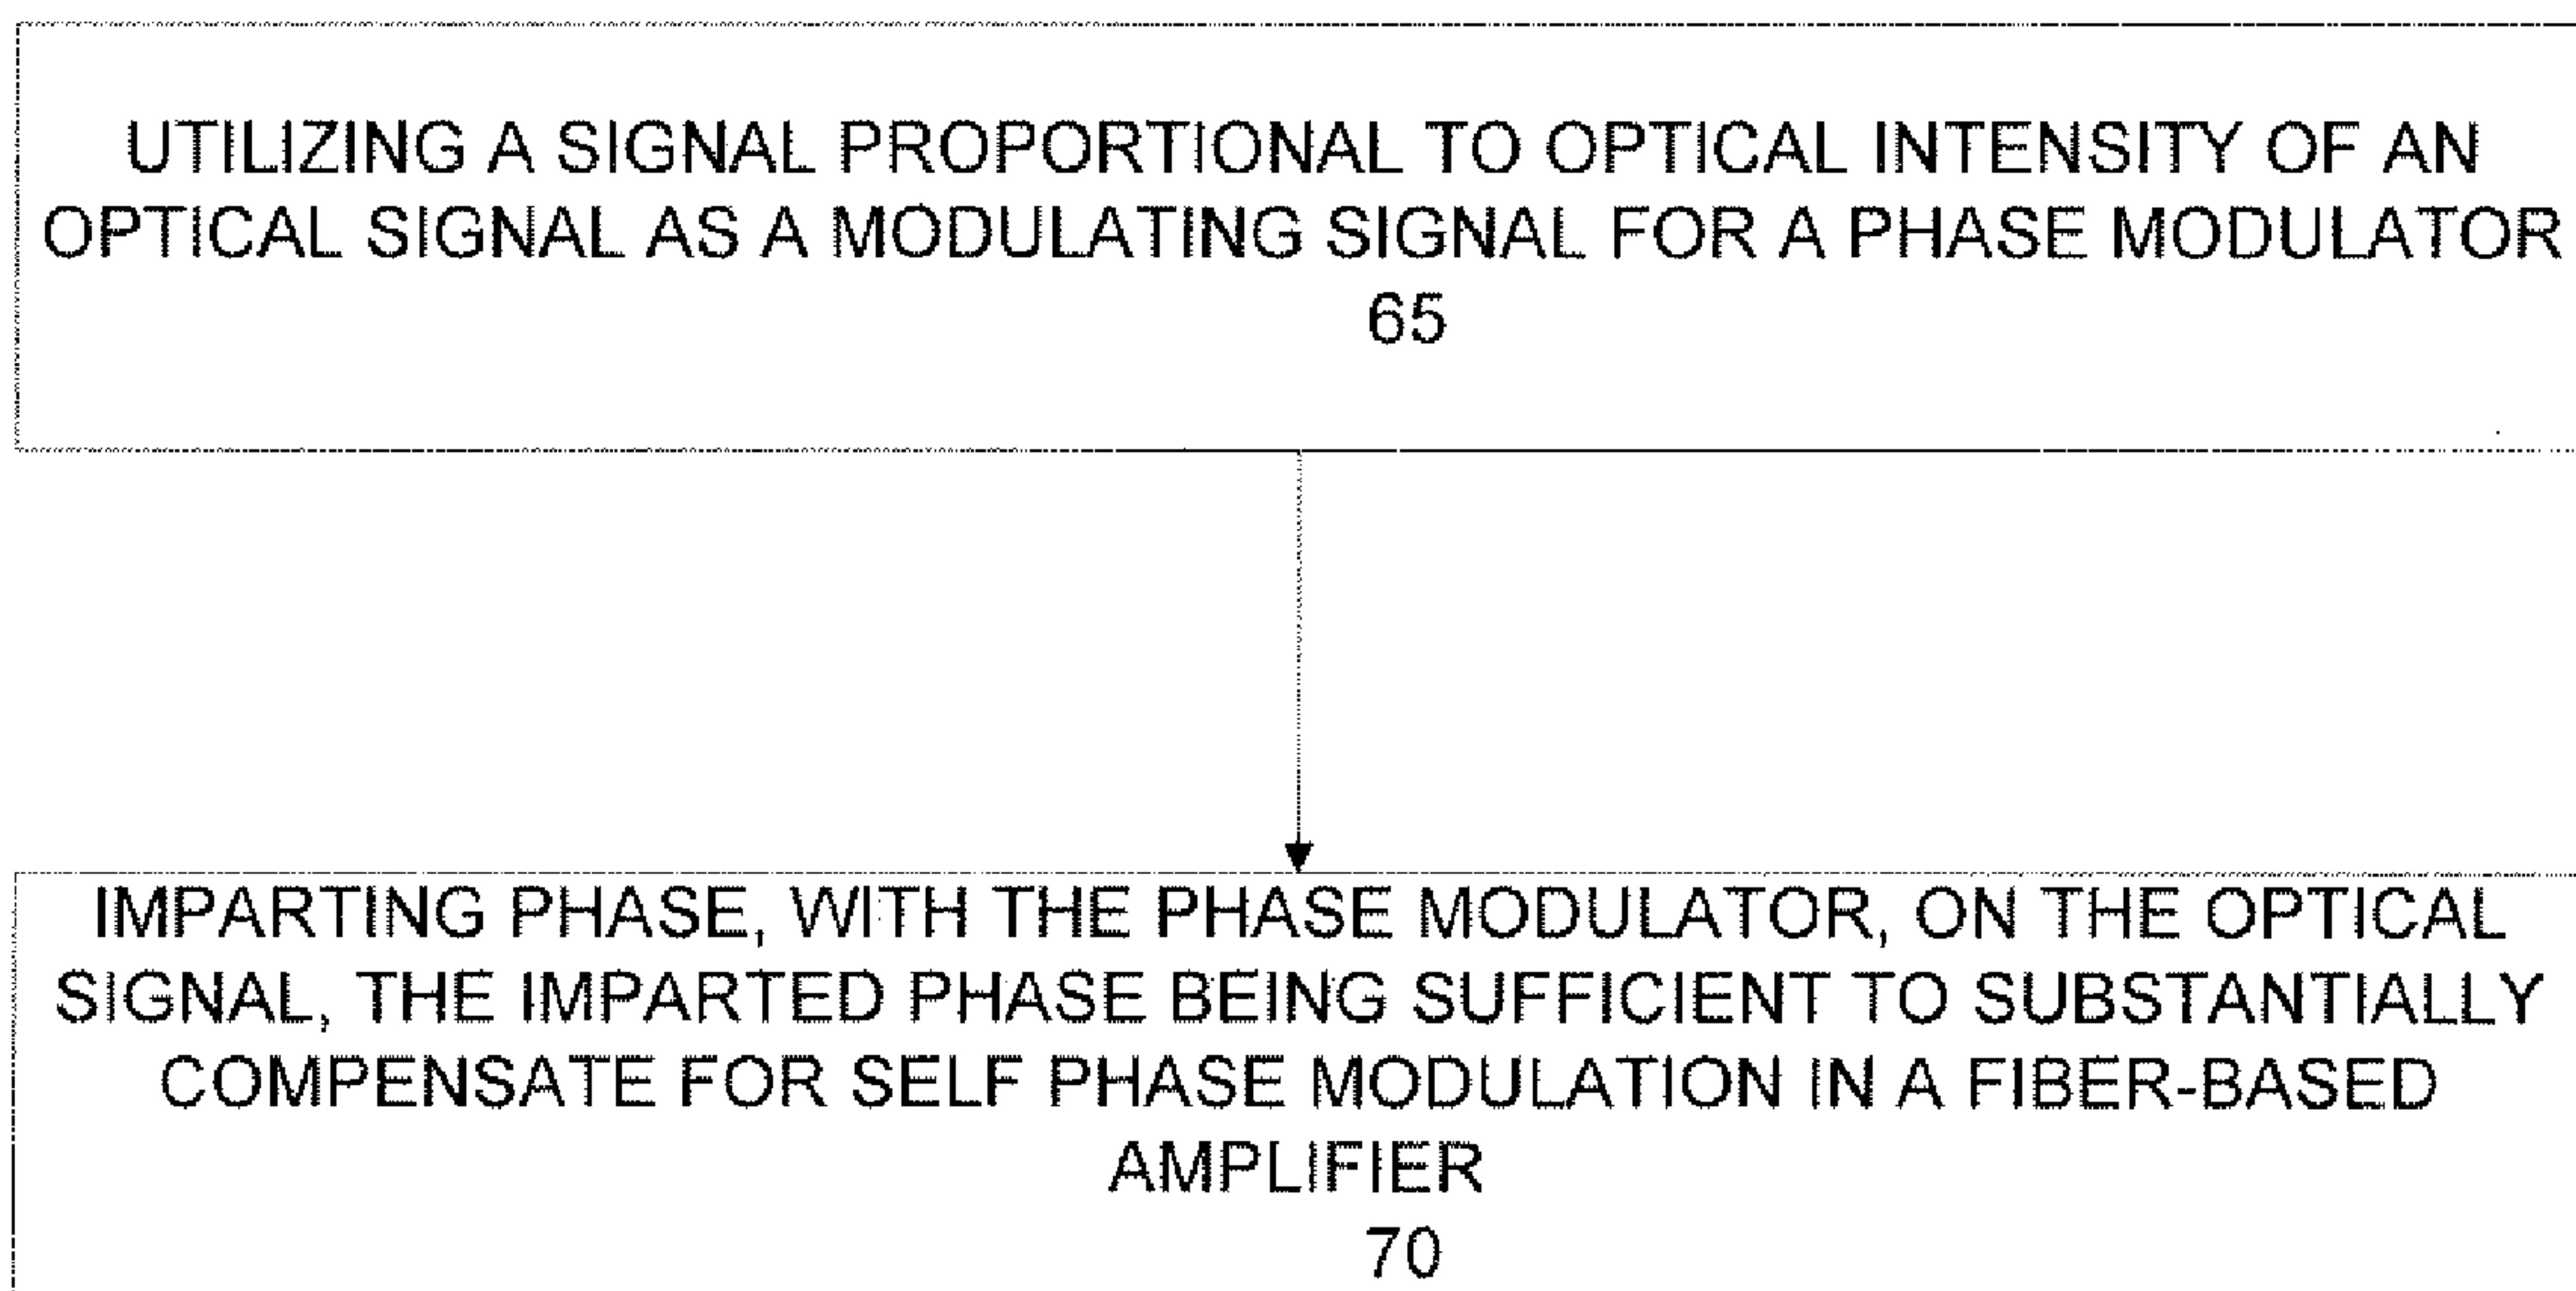 UTILIZING A SIGNAL PROPORTIONAL TO OPTICAL INTENSITY OF AN
OPTICAL SIGNAL AS A MODULATING SIGNAL FOR A PHASE MODULATOR
65
IMPARTING PHASE, WITH THE PHASE MODULATOR, ON THE OPTICAL
SIGNAL, THE IMPARTED PHASE BEING SUFFICIENT TO SUBSTANTIALLY
COMPENSATE FOR SELF PHASE MODULATION IN A FIBER-BASED
AMPLIFIER
70